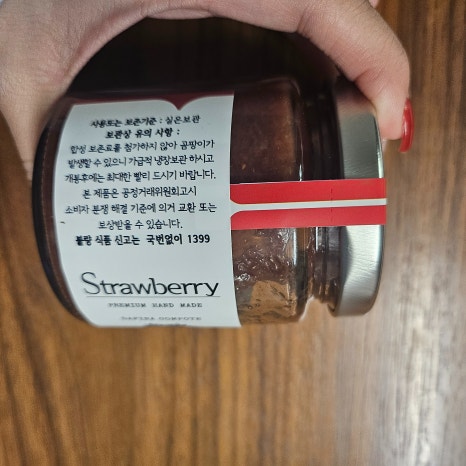 사용또는 보존기준 : 실온보관
보관상 유의 사항 :
합성 보존료를 첨가하지 않아 곰팡이가
발생할 수 있으니 가급적 냉장보관 하시고
개봉후에는 최대한 빨리 드시기 바랍니다.
본 제품은 공정거래위원회고시
소비자 분쟁 해결 기준에 의거 교환 또는
보상받을 수 있습니다.
불량 식품 신고는 국번없이 1399
Strawberry
PREMIUM HAND MADE